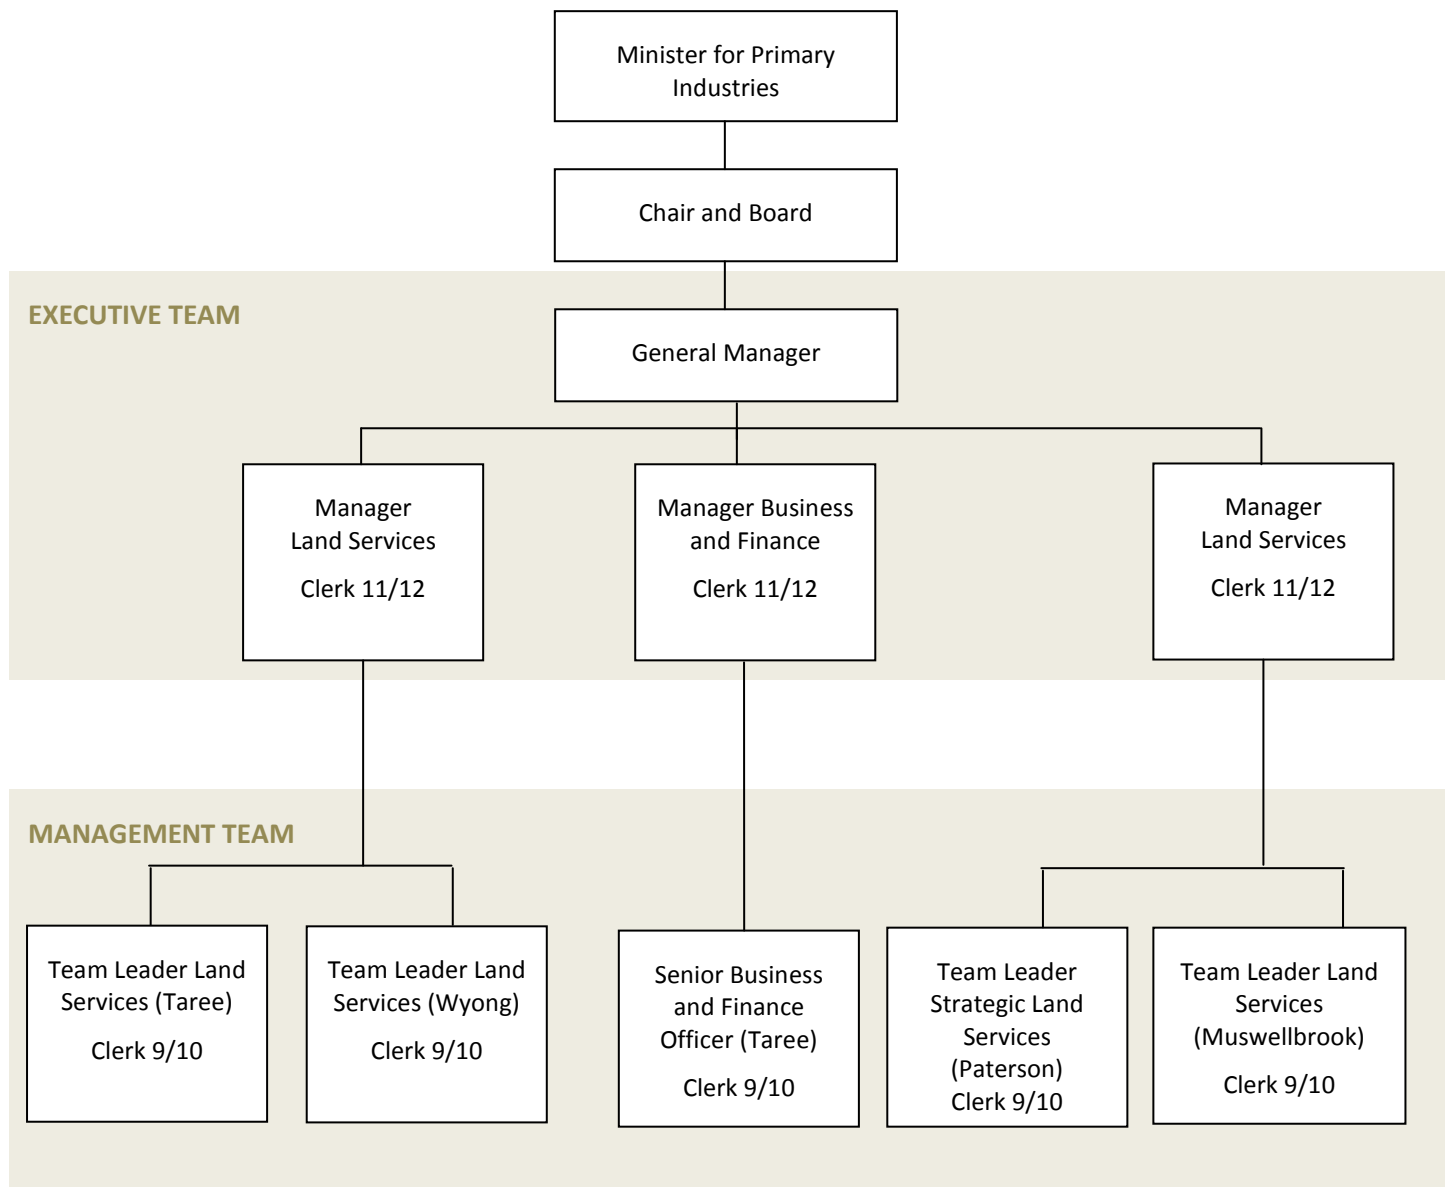 Minister for Primary
Industries
Chair and Board
EXECUTIVE TEAM
General Manager
Manager
Land Services
Clerk 11/12
Manager Business
and Finance
Clerk 11/12
Manager
Land Services
Clerk 11/12
MANAGEMENT TEAM
Team Leader Land
Services (Taree)
Clerk 9/10
Team Leader Land
Services (Wyong)
Clerk 9/10
Senior Business
and Finance
Officer (Taree)
Clerk 9/10
Team Leader
Strategic Land
Services
(Paterson)
Clerk 9/10
Team Leader Land
Services
(Muswellbrook)
Clerk 9/10